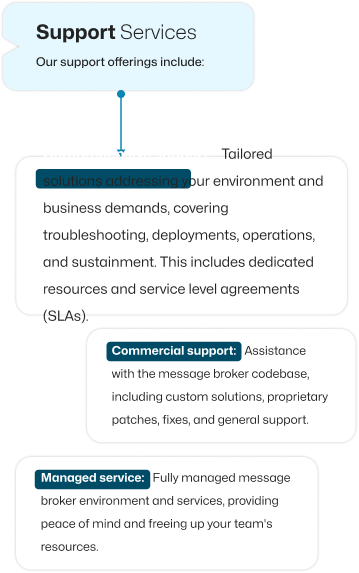 Support Services
Our support offerings include:
Tailored
solutions addressing your environment and
business demands, covering
troubleshooting, deployments, operations,
and sustainment. This includes dedicated
resources and service level agreements
(SLAs).
Commercial support: Assistance
with the message broker codebase,
including custom solutions, proprietary
patches, fixes, and general support.
Managed service: Fully managed message
broker environment and services, providing
peace of mind and freeing up your team's
resources.